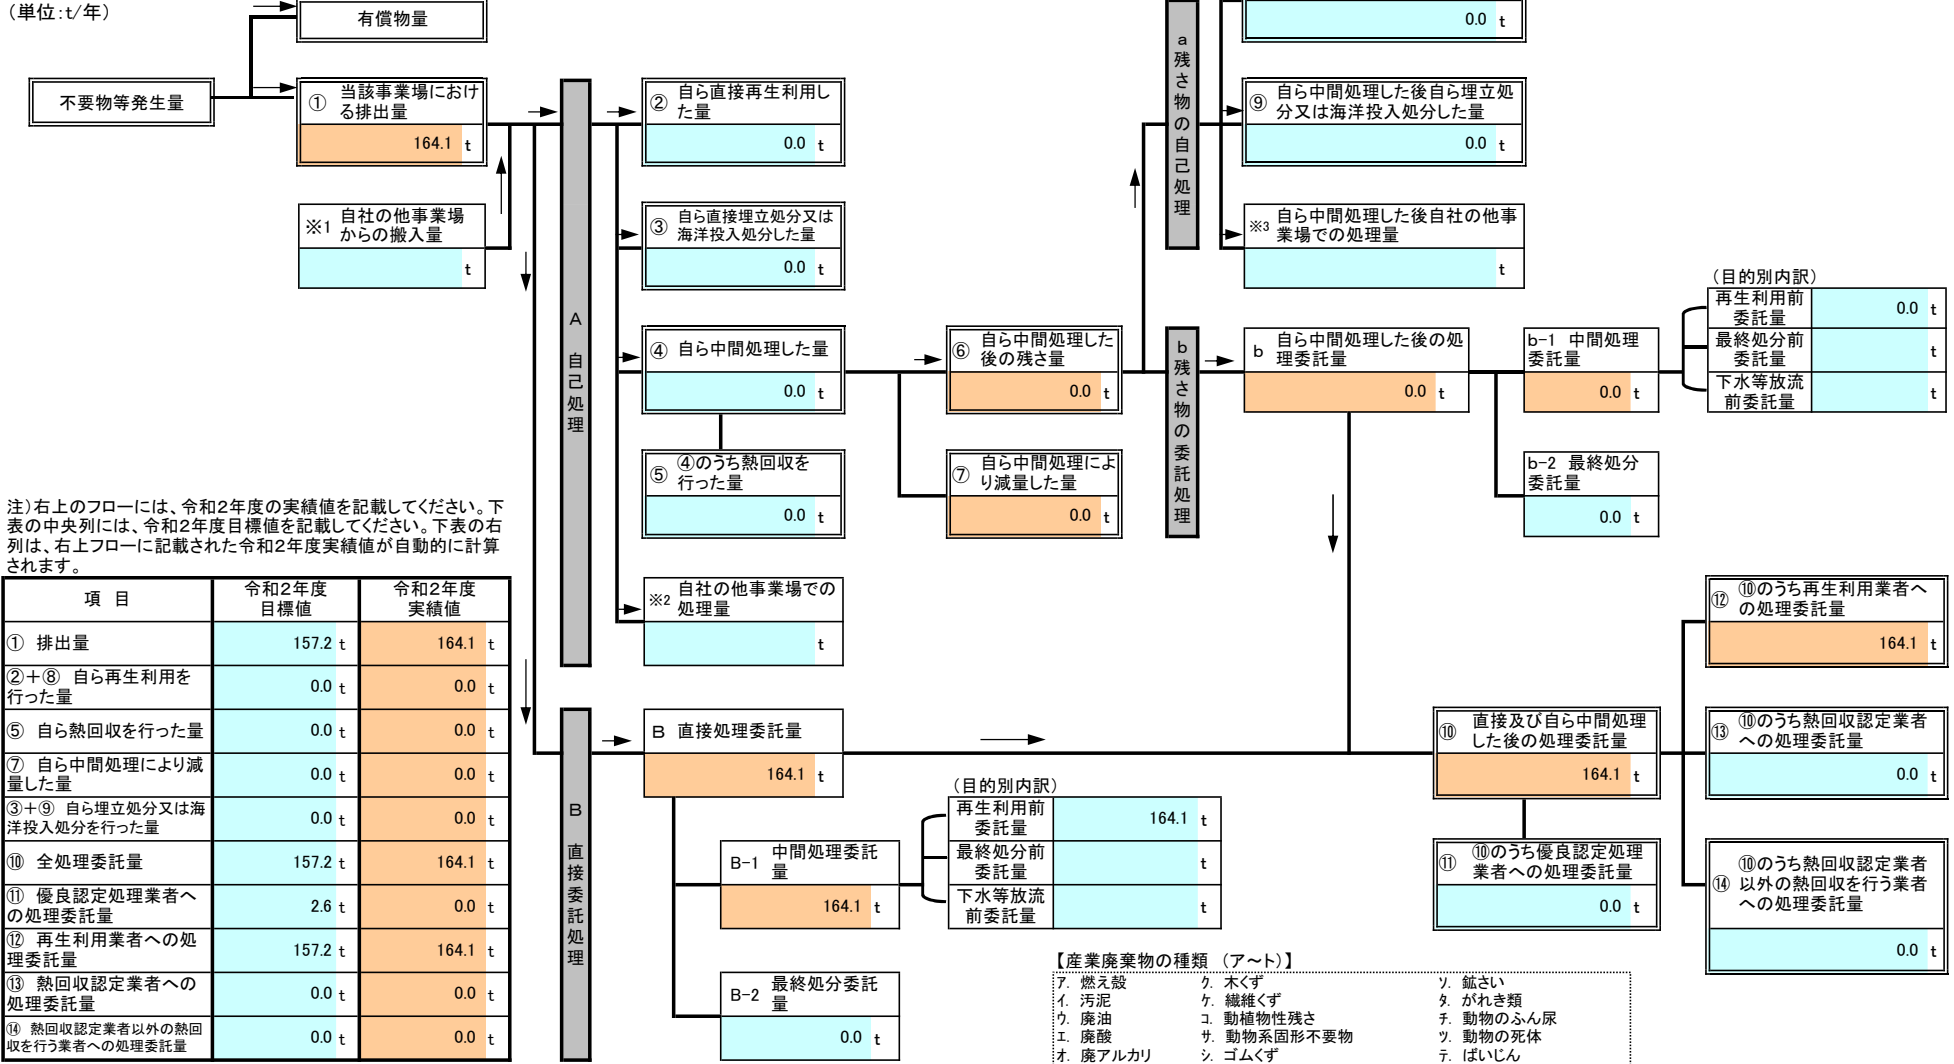 (単位:t/年)
有償物量
不要物等発生量
① 当該事業場におけ
る排出量
164.1 t
※1 自社の他事業場
からの搬入量
t
A 自己処理
② 自ら直接再生利用し
た量
0.0 t
③ 自ら直接埋立処分又は
海洋投入処分した量
0.0 t
④ 自ら中間処理した量
0.0 t
⑤ ④のうち熱回収を
行った量
0.0 t
※2 自社の他事業場での
処理量
t
⑥ 自ら中間処理した
後の残さ量
0.0 t
⑦ 自ら中間処理によ
り減量した量
0.0 t
a 残さ物の自己処理
0.0 t
⑨ 自ら中間処理した後自ら埋立処
分又は海洋投入処分した量
0.0 t
※3 自ら中間処理した後自社の他事
業場での処理量
t
b 残さ物の委託処理
b 自ら中間処理した後の処
理委託量
0.0 t
b-1 中間処理
委託量
0.0 t
b-2 最終処分
委託量
0.0 t
(目的別内訳)
再生利用前
委託量 0.0 t
最終処分前
委託量 t
下水等放流
前委託量 t
注)右上のフローには、令和2年度の実績値を記載してください。下
表の中央列には、令和2年度目標値を記載してください。下表の右
列は、右上フローに記載された令和2年度実績値が自動的に計算
されます。
項 目 令和2年度
目標値 令和2年度
実績値
① 排出量 157.2 t 164.1 t
②+⑧ 自ら再生利用を
行った量 0.0 t 0.0 t
⑤ 自ら熱回収を行った量 0.0 t 0.0 t
⑦ 自ら中間処理により減
量した量 0.0 t 0.0 t
③+⑨ 自ら埋立処分又は海
洋投入処分を行った量 0.0 t 0.0 t
⑩ 全処理委託量 157.2 t 164.1 t
⑪ 優良認定処理業者へ
の処理委託量 2.6 t 0.0 t
⑫ 再生利用業者への処
理委託量 157.2 t 164.1 t
⑬ 熱回収認定業者への
処理委託量 0.0 t 0.0 t
⑭ 熱回収認定業者以外の熱回
収を行う業者への処理委託量 0.0 t 0.0 t
B 直接委託処理
B 直接処理委託量
164.1 t
B-1 中間処理委託
量
164.1 t
B-2 最終処分委託
量
0.0 t
(目的別内訳)
再生利用前
委託量 164.1 t
最終処分前
委託量 t
下水等放流
前委託量 t
⑩ 直接及び自ら中間処理
した後の処理委託量
164.1 t
⑪ ⑩のうち優良認定処理
業者への処理委託量
0.0 t
⑫ ⑩のうち再生利用業者へ
の処理委託量
164.1 t
⑬ ⑩のうち熱回収認定業者
への処理委託量
0.0 t
⑭ ⑩のうち熱回収認定業者
以外の熱回収を行う業者
への処理委託量
0.0 t
【産業廃棄物の種類 (ア~ト)】
ア. 燃え殻 ク. 木くず ソ. 鉱さい
イ. 汚泥 ケ. 繊維くず タ. がれき類
ウ. 廃油 コ. 動植物性残さ チ. 動物のふん尿
エ. 廃酸 サ. 動物系固形不要物 ツ. 動物の死体
オ. 廃アルカリ シ. ゴムくず テ. ばいじん